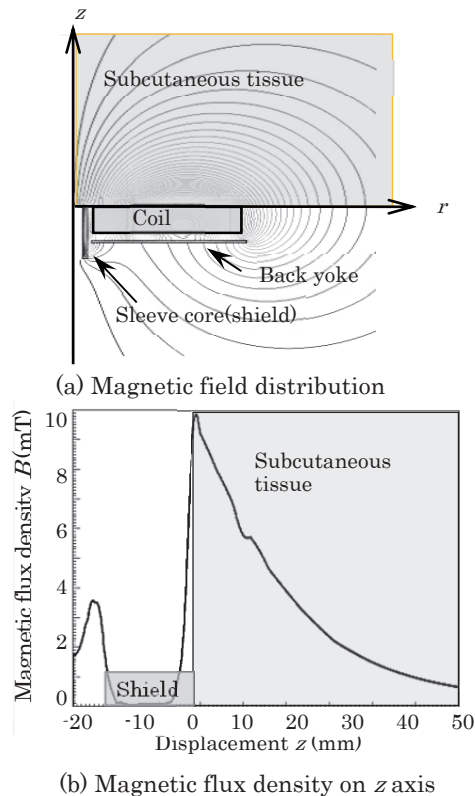 z
Subcutaneous tissue
r
Coil
Back yoke
Sleeve core(shield)
(a) Magnetic field distribution
Magnetic flux density B(mT)
10
8
6
4
2
0
Subcutaneous
tissue
Shield
-20 -10 0 10 20 30 40 50
Displacement z (mm)
(b) Magnetic flux density on z axis